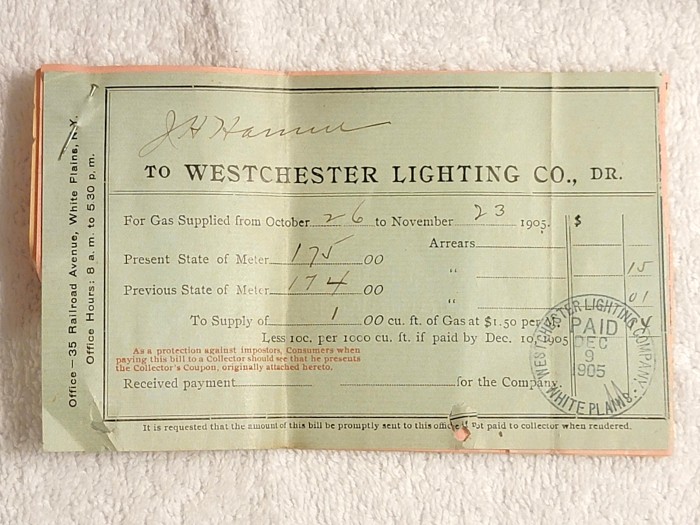 Office — 35 Railroad Avenue, White Plains, N.Y.
Office Hours: 8 a. m. to 5 30 p. m.
J H
TO WESTCHESTER LIGHTING CO., DR.
For Gas Supplied from October 26 to November 23 1905. $
Arrears
Present State of Meter 175 00 " 15
Previous State of Meter 174 00 " 01
To Supply of 1 00 cu. ft. of Gas at $1.50 per M.
Less 10c. per 1000 cu. ft. if paid by Dec. 10, 1905
As a protection against impostors, Consumers when
paying this bill to a Collector should see that he presents
the Collector's Coupon, originally attached hereto.
Received payment for the Company
It is requested that the amount of this bill be promptly sent to this office if not paid to collector when rendered.
WESTCHESTER LIGHTING COMPANY
PAID
DEC
9
1905
WHITE PLAINS